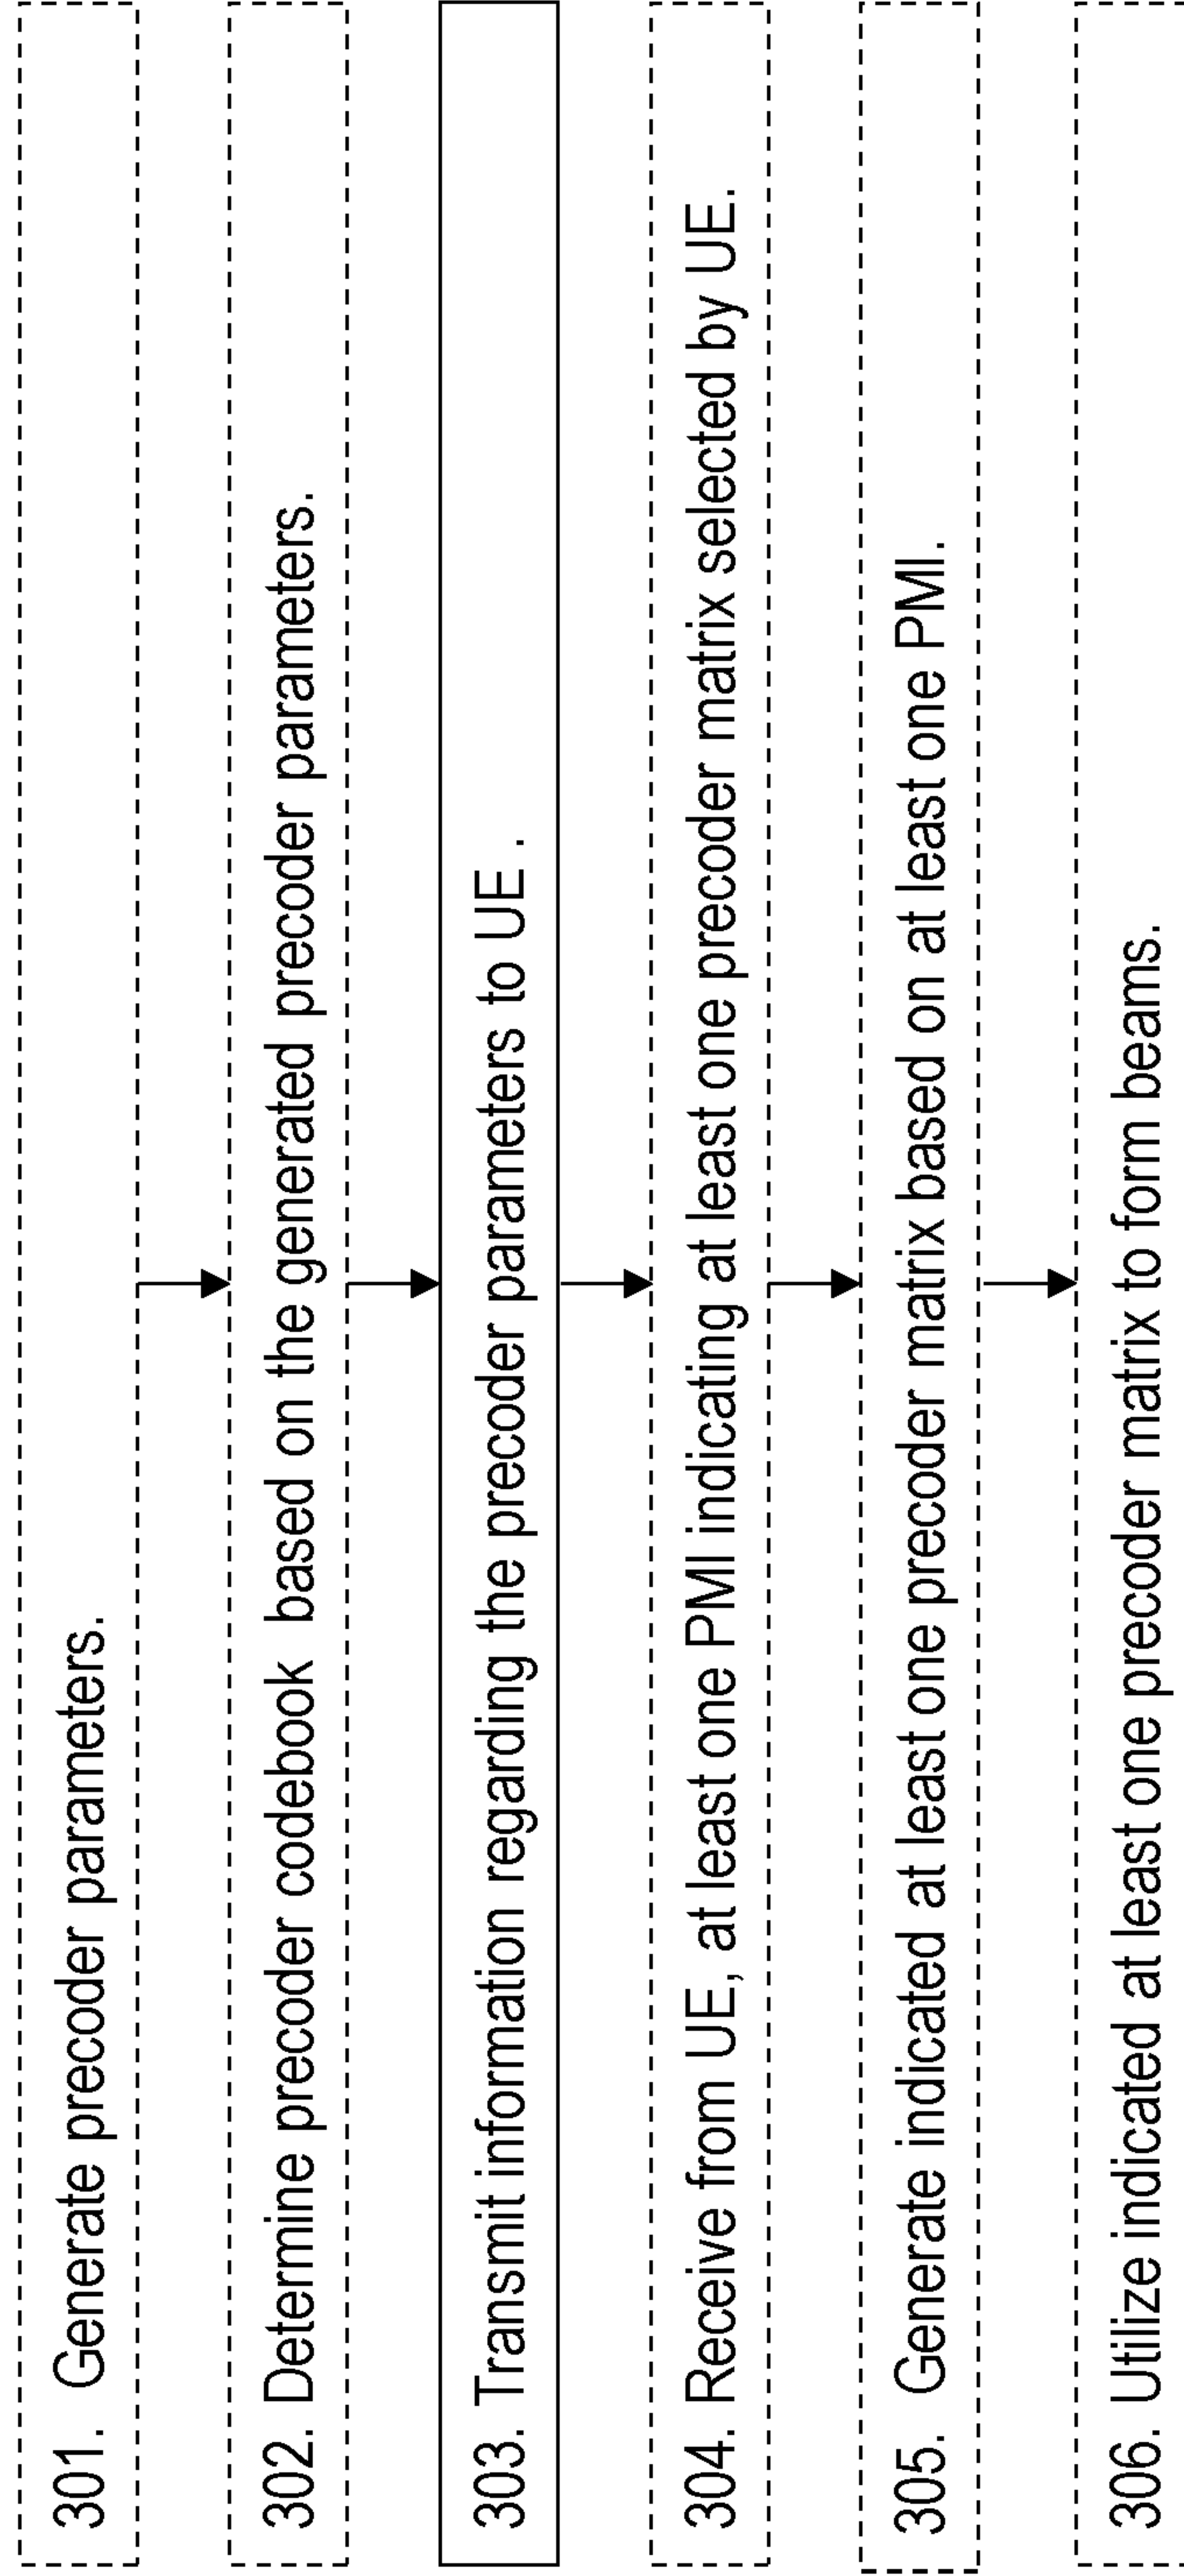 301. Generate precoder parameters.
302. Determine precoder codebook based on the generated precoder parameters.
303. Transmit information regarding the precoder parameters to UE .
304. Receive from UE, at least one PMI indicating at least one precoder matrix selected by UE.
305. Generate indicated at least one precoder matrix based on at least one PMI.
306. Utilize indicated at least one precoder matrix to form beams.